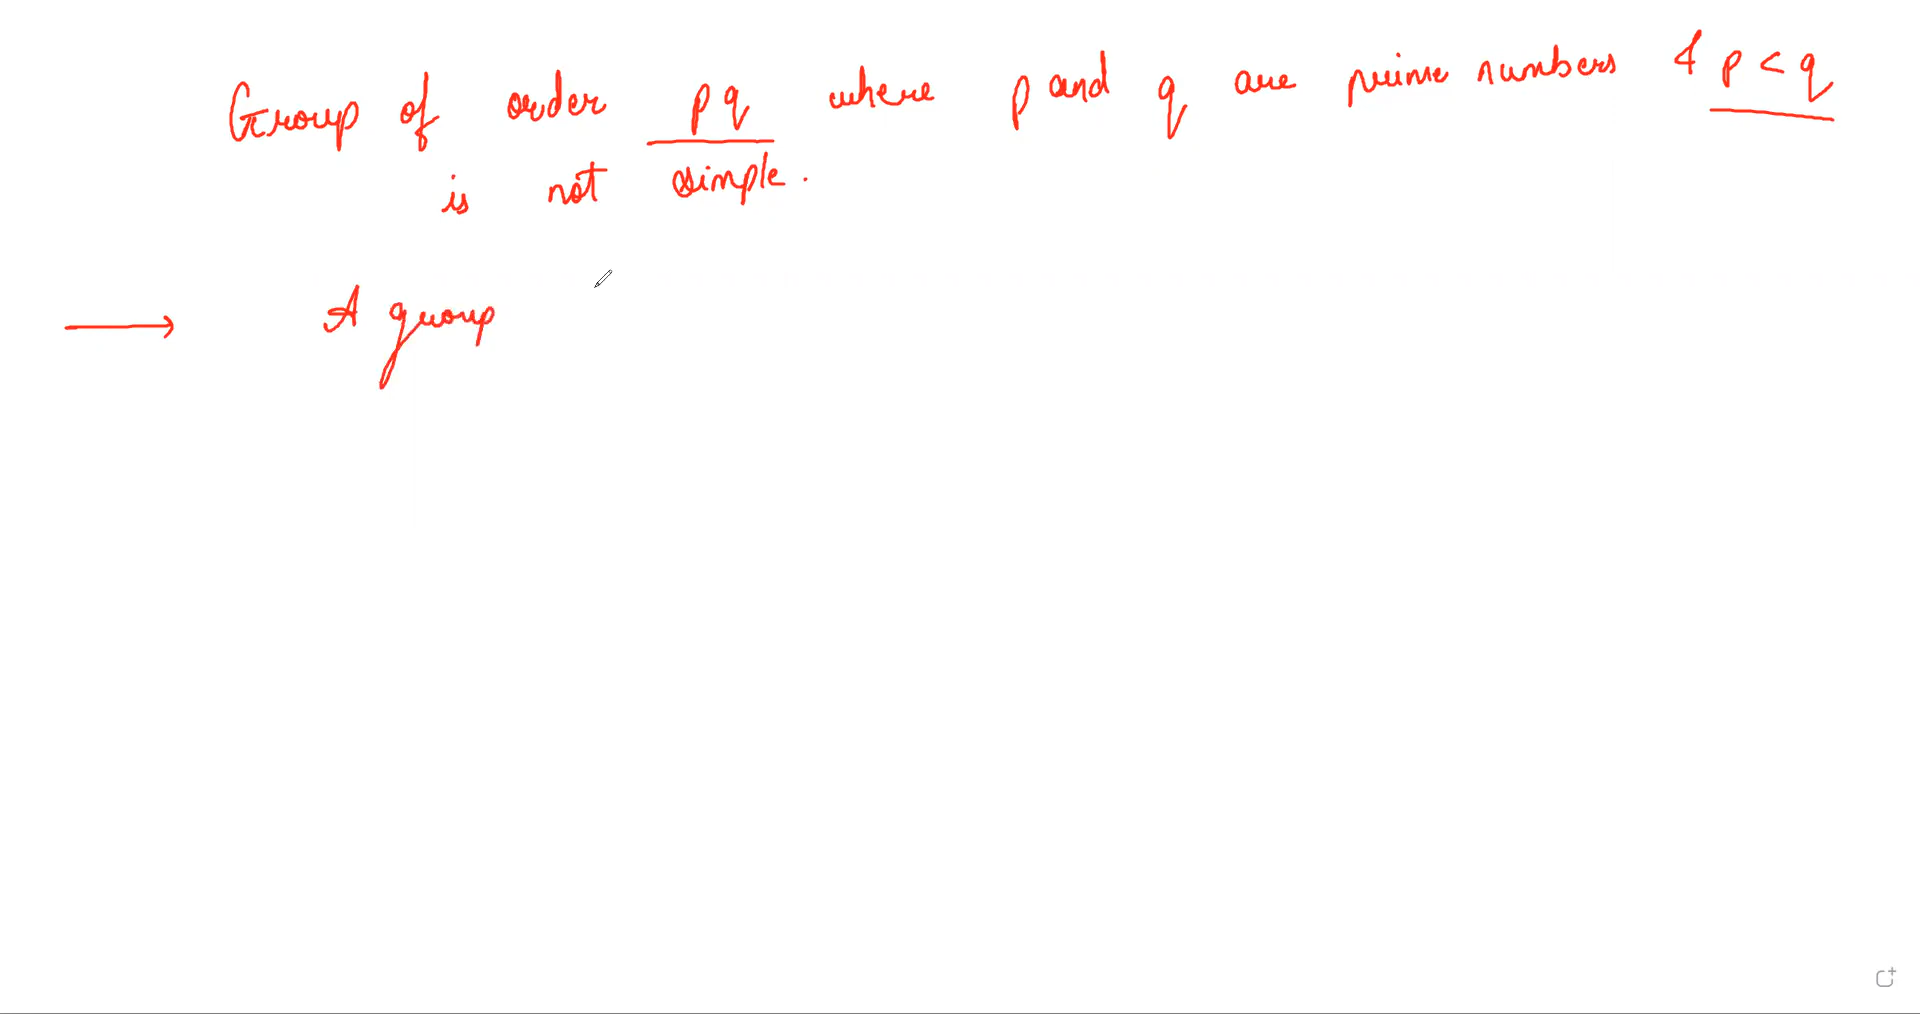 Group of order pq where p and q are prime numbers & p < q
is not simple.
→ A group